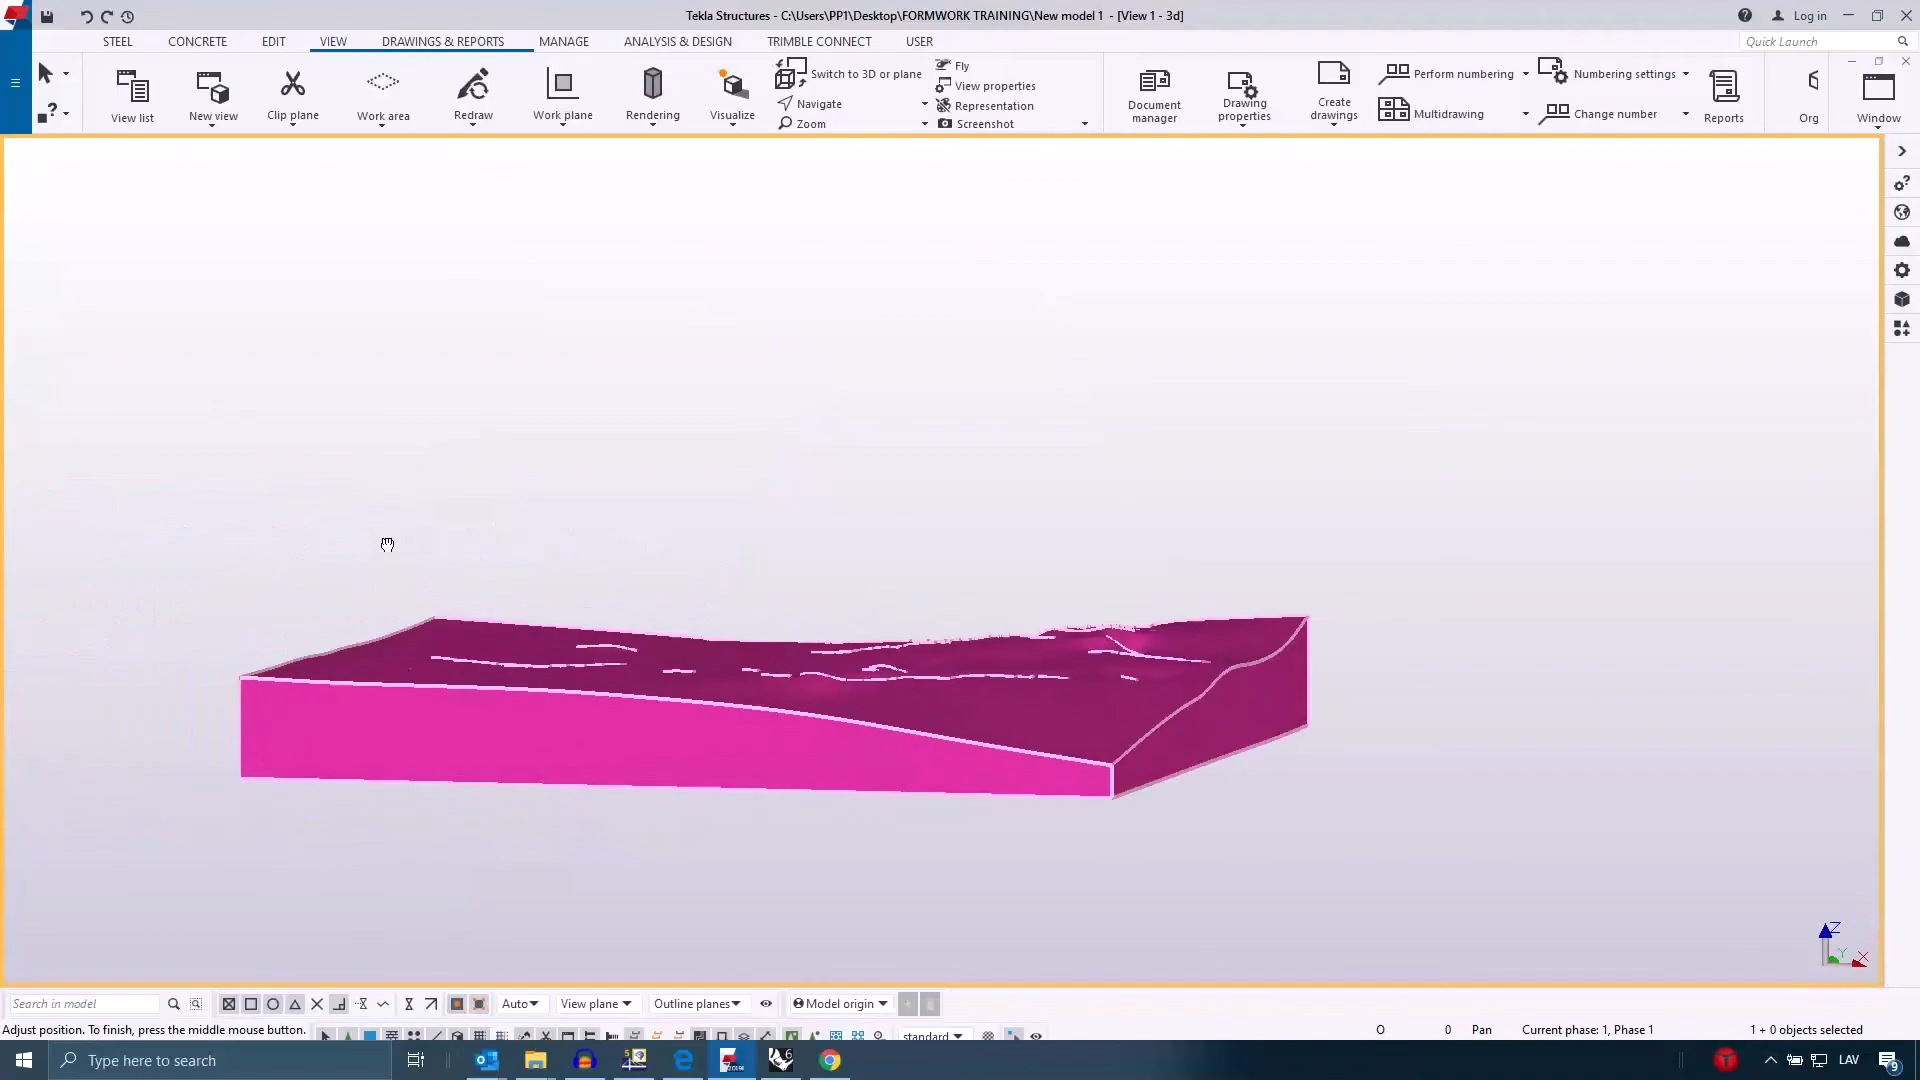 Tekla Structures - C:\Users\PP1\Desktop\FORMWORK TRAINING\New model 1 - [View 1 - 3d]
Log in
STEEL CONCRETE EDIT VIEW DRAWINGS & REPORTS MANAGE ANALYSIS & DESIGN TRIMBLE CONNECT USER
Quick Launch
View list
New view
Clip plane
Work area
Redraw
Work plane
Rendering
Visualize
Switch to 3D or plane
Navigate
Zoom
Fly
View properties
Representation
Screenshot
Document manager
Drawing properties
Create drawings
Perform numbering
Multidrawing
Numbering settings
Change number
Reports
Org
Window
Z
Y
X
Search in model
Auto
View plane
Outline planes
Model origin
Adjust position. To finish, press the middle mouse button.
standard
O 0 Pan Current phase: 1, Phase 1 1 + 0 objects selected
Type here to search
LAV
9